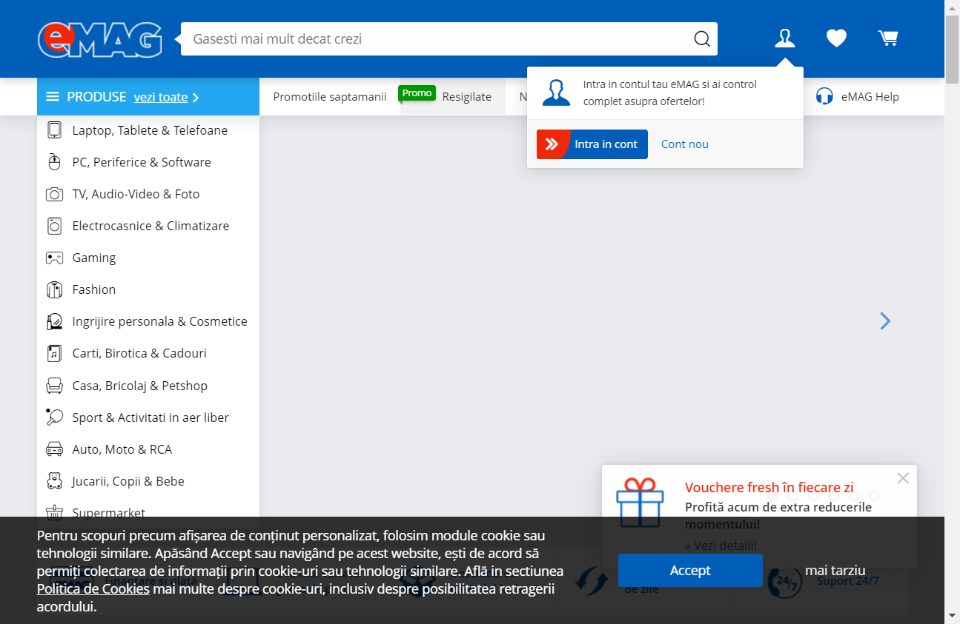 eMAG
Gasesti mai mult decat crezi
PRODUSE vezi toate
Promotiile saptamanii
Promo
Resigilate
N
eMAG Help
Intra in contul tau eMAG si ai control
complet asupra ofertelor!
Intra in cont
Cont nou
Laptop, Tablete & Telefoane
PC, Periferice & Software
TV, Audio-Video & Foto
Electrocasnice & Climatizare
Gaming
Fashion
Ingrijire personala & Cosmetice
Carti, Birotica & Cadouri
Casa, Bricolaj & Petshop
Sport & Activitati in aer liber
Auto, Moto & RCA
Jucarii, Copii & Bebe
Supermarket
Vouchere fresh în fiecare zi
Profită acum de extra reducerile
momentului!
» Vezi detalii!
Pentru scopuri precum afișarea de conținut personalizat, folosim module cookie sau
tehnologii similare. Apăsând Accept sau navigând pe acest website, ești de acord să
permiți colectarea de informații prin cookie-uri sau tehnologii similare. Află in sectiunea
Politica de Cookies mai multe despre cookie-uri, inclusiv despre posibilitatea retragerii
acordului.
Accept
mai tarziu
de zile
24/7
Suport 24/7